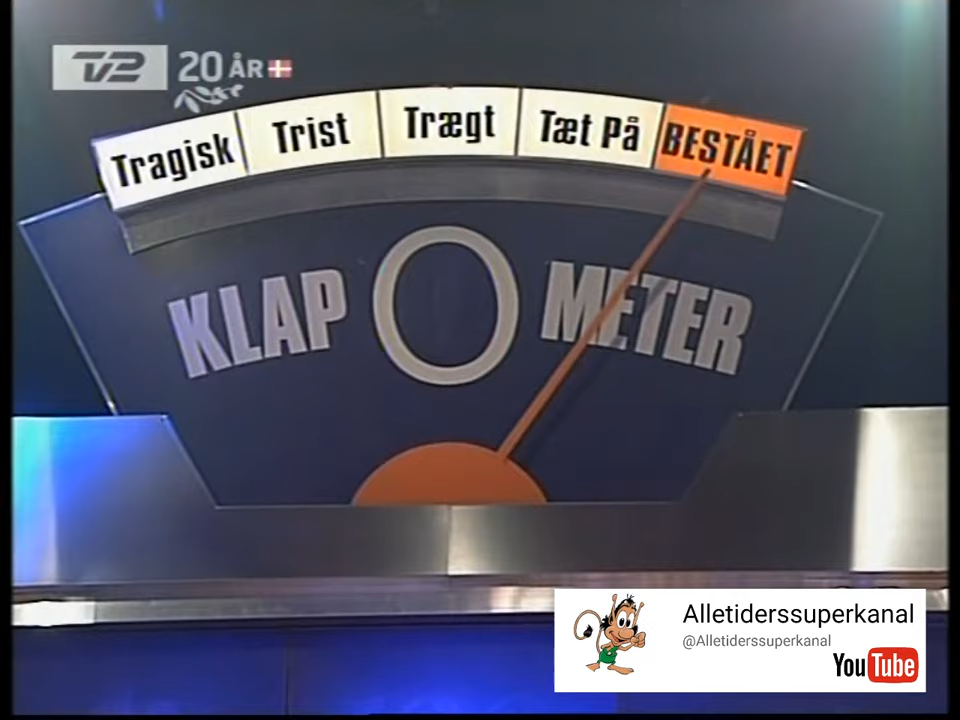 TV2 20 ÅR
Tragisk Trist Trægt Tæt På BESTÅET
KLAP O METER
Alletiderssuperkanal
@Alletiderssuperkanal
YouTube